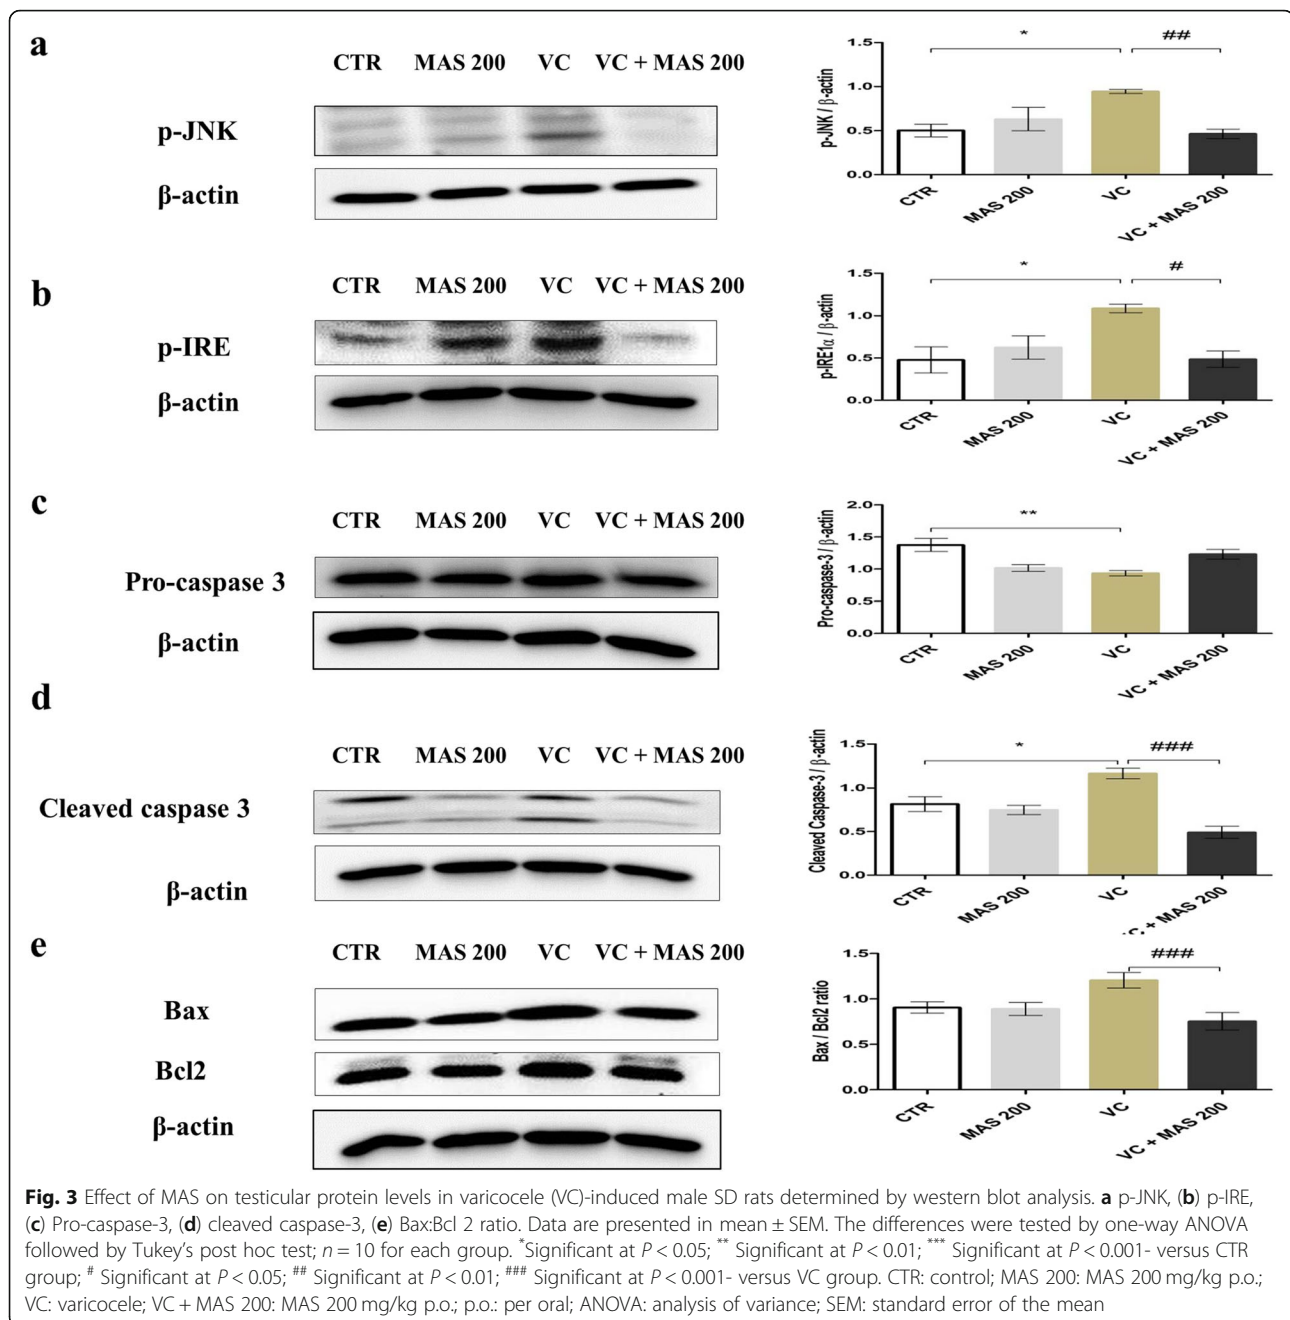 a
CTR MAS 200 VC VC + MAS 200
p-JNK
β-actin
p-JNK / β-actin
1.5
1.0
0.5
0.0
* ##
CTR MAS 200 VC VC + MAS 200
b
CTR MAS 200 VC VC + MAS 200
p-IRE
β-actin
p-IRE1α / β-actin
1.5
1.0
0.5
0.0
* #
CTR MAS 200 VC VC + MAS 200
c
CTR MAS 200 VC VC + MAS 200
Pro-caspase 3
β-actin
Pro-caspase-3 / β-actin
2.0
1.5
1.0
0.5
0.0
**
CTR MAS 200 VC VC + MAS 200
d
CTR MAS 200 VC VC + MAS 200
Cleaved caspase 3
β-actin
Cleaved Caspase-3 / β-actin
1.5
1.0
0.5
0.0
* ###
CTR MAS 200 VC + MAS 200
e
CTR MAS 200 VC VC + MAS 200
Bax
Bcl2
β-actin
Bax / Bcl2 ratio
1.5
1.0
0.5
0.0
###
CTR MAS 200 VC VC + MAS 200
Fig. 3 Effect of MAS on testicular protein levels in varicocele (VC)-induced male SD rats determined by western blot analysis. a p-JNK, (b) p-IRE,
(c) Pro-caspase-3, (d) cleaved caspase-3, (e) Bax:Bcl 2 ratio. Data are presented in mean ± SEM. The differences were tested by one-way ANOVA
followed by Tukey's post hoc test; n = 10 for each group. *Significant at P < 0.05; ** Significant at P < 0.01; *** Significant at P < 0.001- versus CTR
group; # Significant at P < 0.05; ## Significant at P < 0.01; ### Significant at P < 0.001- versus VC group. CTR: control; MAS 200: MAS 200 mg/kg p.o.;
VC: varicocele; VC + MAS 200: MAS 200 mg/kg p.o.; p.o.: per oral; ANOVA: analysis of variance; SEM: standard error of the mean